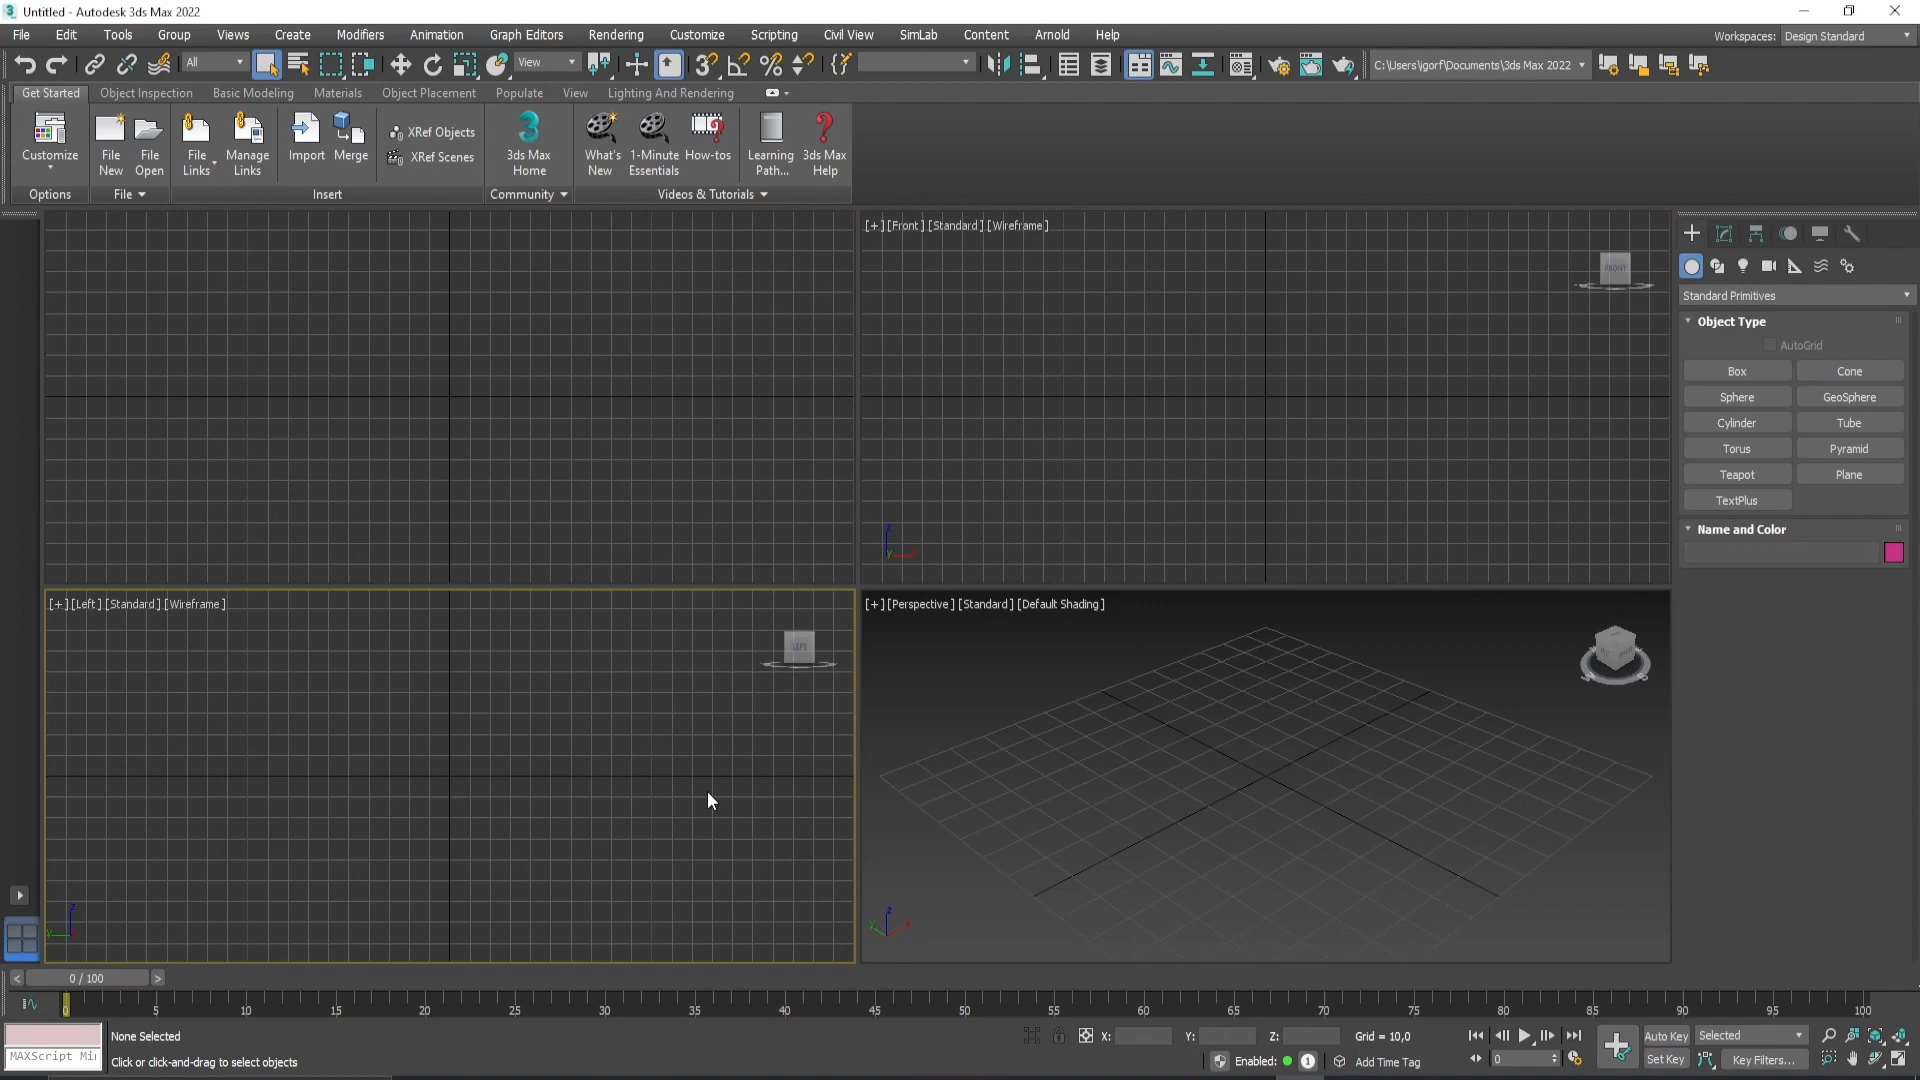 3 Untitled - Autodesk 3ds Max 2022
File Edit Tools Group Views Create Modifiers Animation Graph Editors Rendering Customize Scripting Civil View SimLab Content Arnold Help Workspaces: Design Standard
All View C:\Users\igorf\Documents\3ds Max 2022
Get Started Object Inspection Basic Modeling Materials Object Placement Populate View Lighting And Rendering
Customize File New File Open File Links Manage Links Import Merge XRef Objects XRef Scenes 3ds Max Home What's New 1-Minute Essentials How-tos Learning Path... 3ds Max Help
Options File Insert Community Videos & Tutorials
[+] [Front] [Standard] [Wireframe]
FRONT
Standard Primitives
Object Type
AutoGrid
Box Cone
Sphere GeoSphere
Cylinder Tube
Torus Pyramid
Teapot Plane
TextPlus
Name and Color
z
y
[+] [Left] [Standard] [Wireframe]
LEFT
[+] [Perspective] [Standard] [Default Shading]
z
y
z
y x
< 0 / 100 >
0 5 10 15 20 25 30 35 40 45 50 55 60 65 70 75 80 85 90 95 100
None Selected X: Y: Z: Grid = 10,0 Auto Key Selected
MAXScript Mi Click or click-and-drag to select objects Enabled: 1 Add Time Tag 0 Set Key Key Filters...